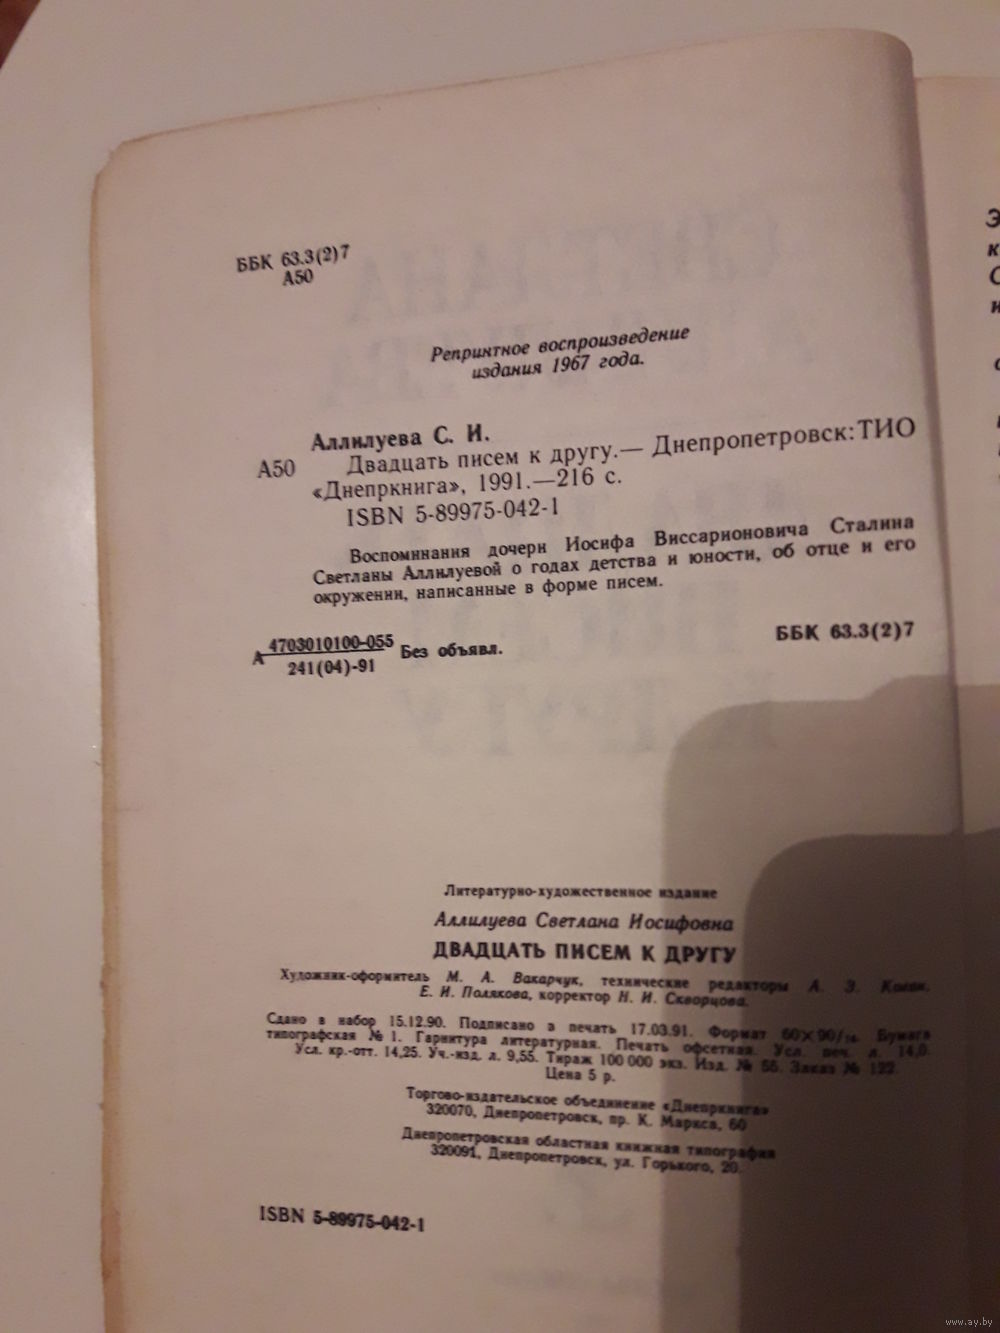 ББК 63.3(2)7
А50
Репринтное воспроизведение
издания 1967 года.
Аллилуева С. И.
А50 Двадцать писем к другу.— Днепропетровск: ТИО
«Днепркнига», 1991.—216 с.
ISBN 5-89975-042-1
Воспоминания дочери Иосифа Виссарионовича Сталина
Светланы Аллилуевой о годах детства и юности, об отце и его
окружении, написанные в форме писем.
А 4703010100-055
241(04)-91
Без объявл.
ББК 63.3(2)7
Литературно-художественное издание
Аллилуева Светлана Иосифовна
ДВАДЦАТЬ ПИСЕМ К ДРУГУ
Художник-оформитель М. А. Вакарчук, технические редакторы А. Э.
Е. И. Полякова, корректор Н. И. Скворцова.
Сдано в набор 15.12.90. Подписано в печать 17.03.91. Формат 60×90/16. Бумага
типографская № 1. Гарнитура литературная. Печать офсетная. Усл. печ. л. 14,0.
Усл. кр.-отт. 14,25. Уч.-изд. л. 9,55. Тираж 100 000 экз. Изд. № 55. Заказ № 122.
Цена 5 р.
Торгово-издательское объединение «Днепркнига»
320070, Днепропетровск, пр. К. Маркса, 60
Днепропетровская областная книжная типография
320091, Днепропетровск, ул. Горького, 20.
ISBN 5-89975-042-1
www.ay.by